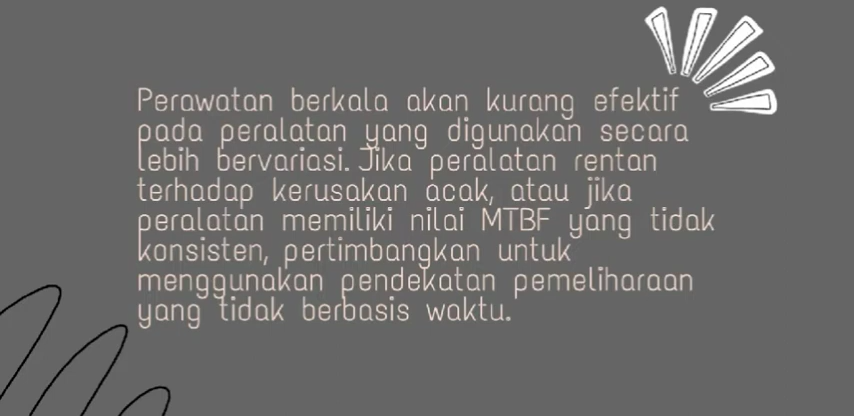 Perawatan berkala akan kurang efektif
pada peralatan yang digunakan secara
lebih bervariasi. Jika peralatan rentan
terhadap kerusakan acak, atau jika
peralatan memiliki nilai MTBF yang tidak
konsisten, pertimbangkan untuk
menggunakan pendekatan pemeliharaan
yang tidak berbasis waktu.